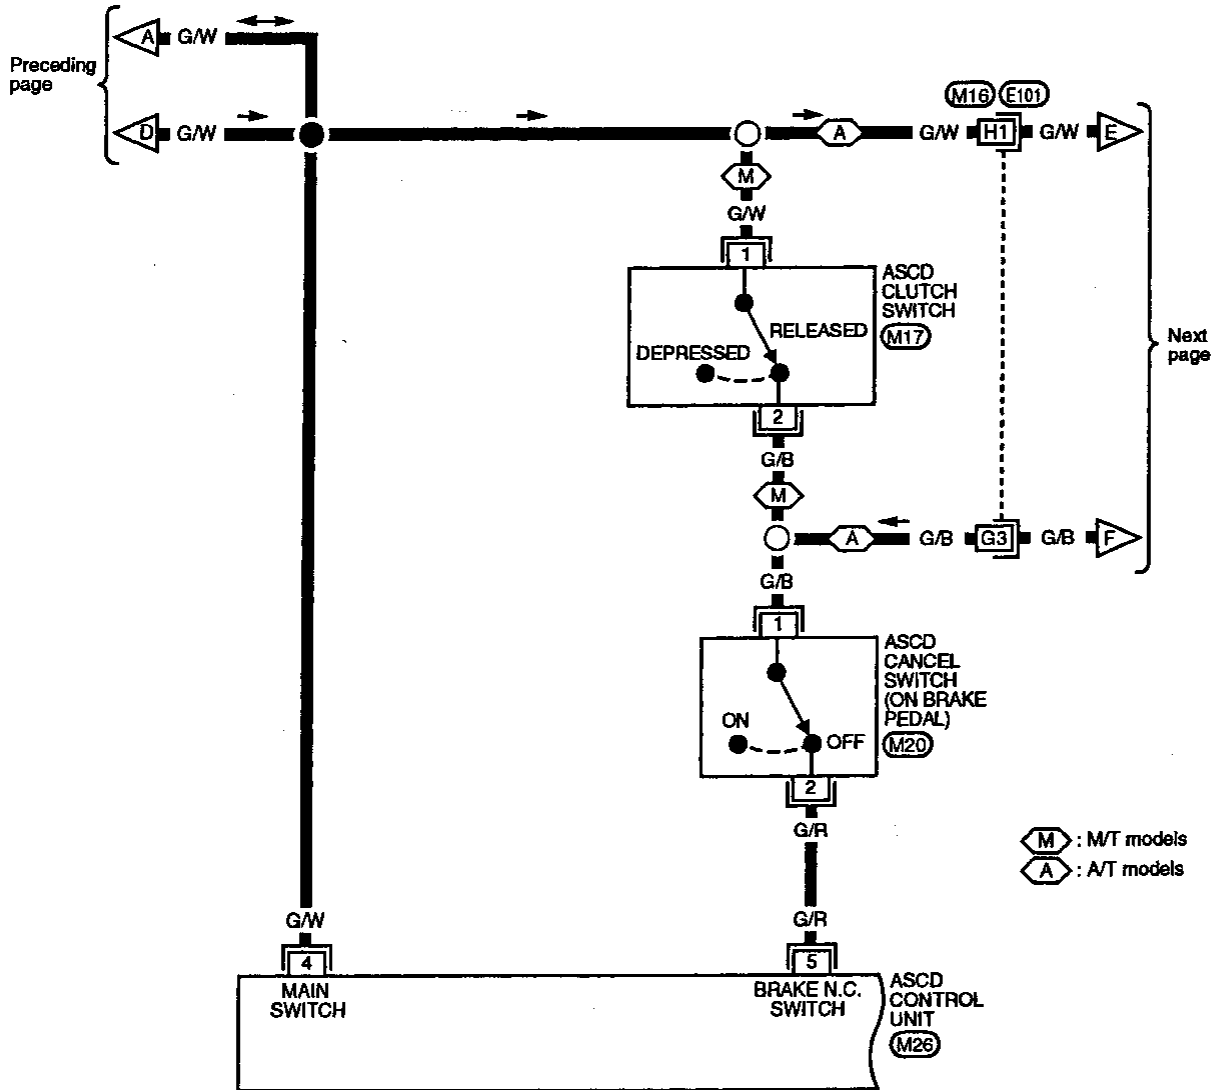 A G/W
Preceding
page
D G/W
M16 E101
A G/W H1 G/W E
M
G/W
1
ASCD
CLUTCH
SWITCH
M17
RELEASED
DEPRESSED
2
G/B
M
A G/B G3 G/B F
Next
page
G/B
1
ASCD
CANCEL
SWITCH
(ON BRAKE
PEDAL)
M20
ON
OFF
2
G/R
M : M/T models
A : A/T models
G/W
G/R
4
5
MAIN
SWITCH
BRAKE N.C.
SWITCH
ASCD
CONTROL
UNIT
M26